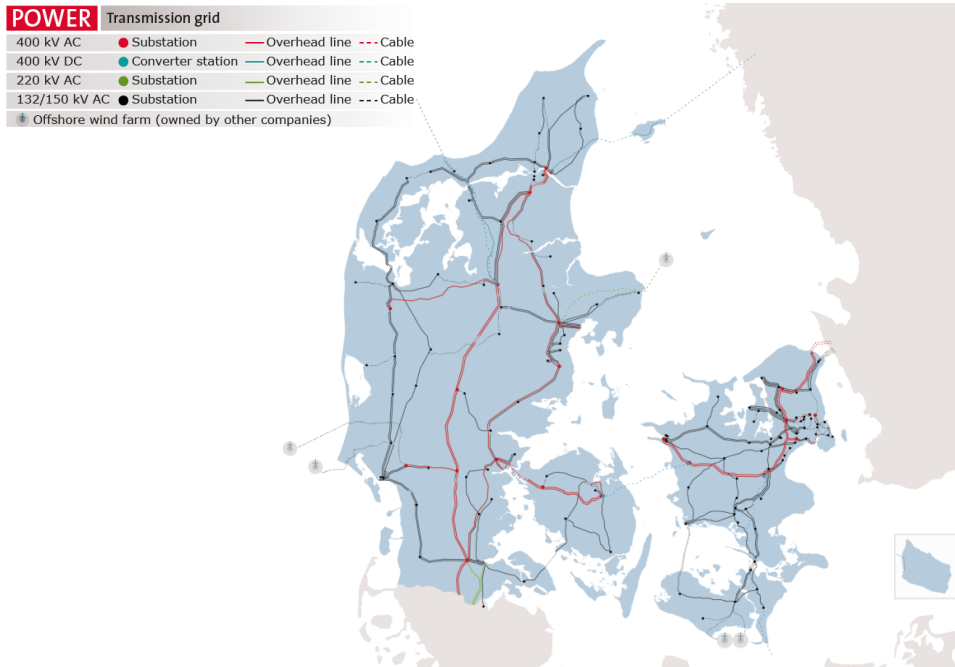 POWER Transmission grid
400 kV AC Substation Overhead line Cable
400 kV DC Converter station Overhead line Cable
220 kV AC Substation Overhead line Cable
132/150 kV AC Substation Overhead line Cable
Offshore wind farm (owned by other companies)